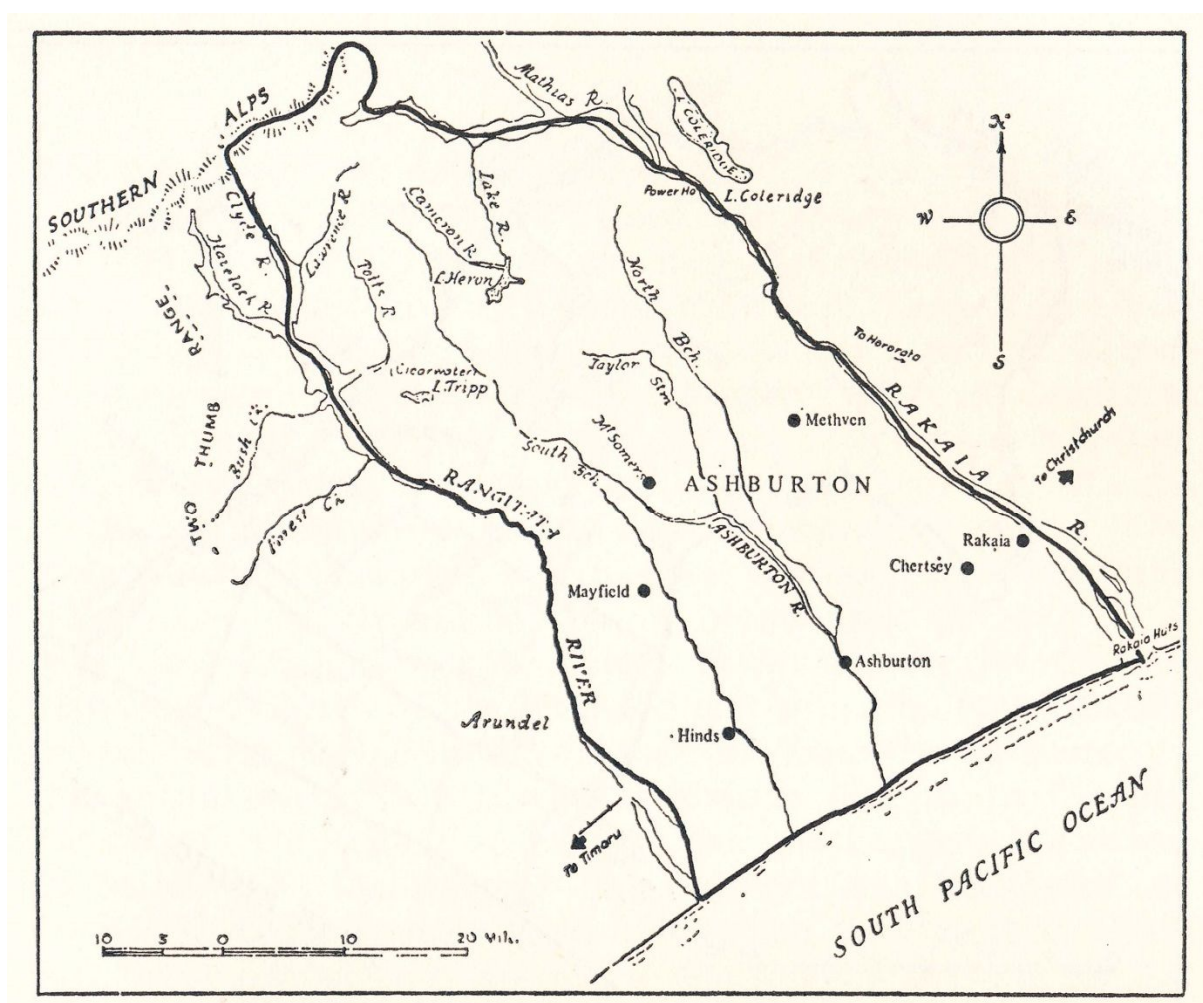 Mathias R
L COLERIDGE
ALPS
SOUTHERN
N
W E
S
Power Ho
L. Coleridge
Clyde R.
Lawrence R
Cameron R
Lake R.
Havelock R
Potts R
L. Heron
North Bch.
RANGE
To Hororata
(Clearwater)
L. Tripp
Taylor Stm
RAKAIA R.
Methven
TWO THUMB
Bush Ck
Mt Somers
South Bch.
To Christchurch
ASHBURTON
RANGITATA RIVER
Forest Ck
ASHBURTON R.
Rakaia
Chertsey
Mayfield
Rakaia Huts
Ashburton
Arundel
Hinds
To Timaru
SOUTH PACIFIC OCEAN
10 5 0 10 20 Mls.